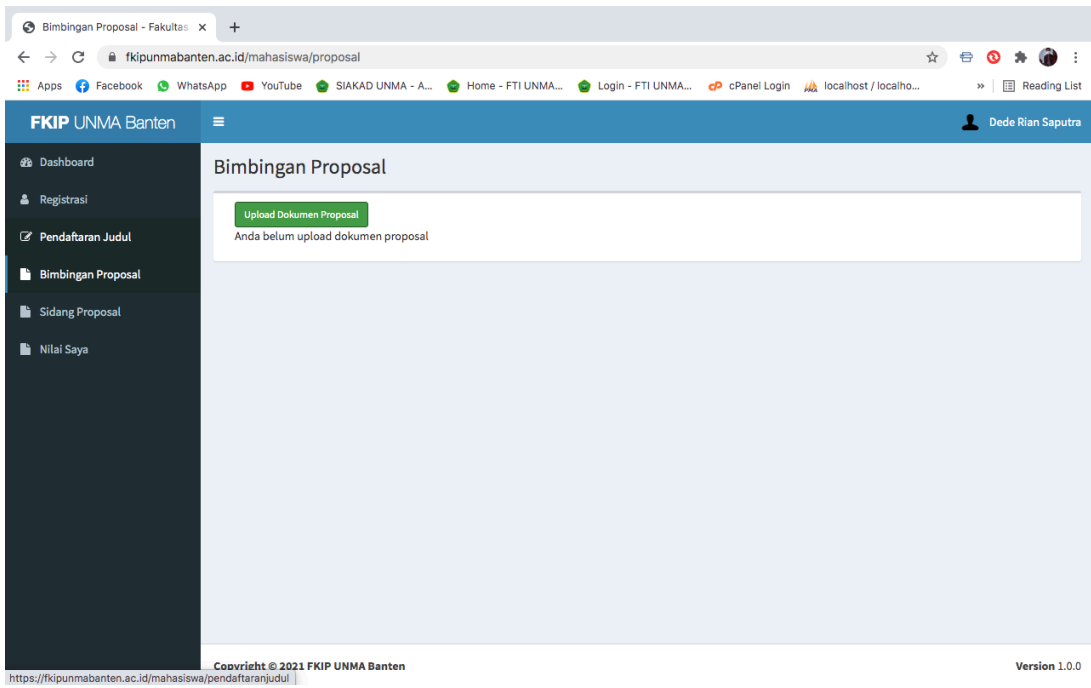 Bimbingan Proposal - Fakultas
fkipunmabanten.ac.id/mahasiswa/proposal
Apps Facebook WhatsApp YouTube SIAKAD UNMA - A... Home - FTI UNMA... Login - FTI UNMA... cPanel Login localhost / localho... » Reading List
FKIP UNMA Banten
Dede Rian Saputra
Dashboard
Registrasi
Pendaftaran Judul
Bimbingan Proposal
Sidang Proposal
Nilai Saya
Bimbingan Proposal
Upload Dokumen Proposal
Anda belum upload dokumen proposal
Copyright © 2021 FKIP UNMA Banten
Version 1.0.0
https://fkipunmabanten.ac.id/mahasiswa/pendaftaranjudul